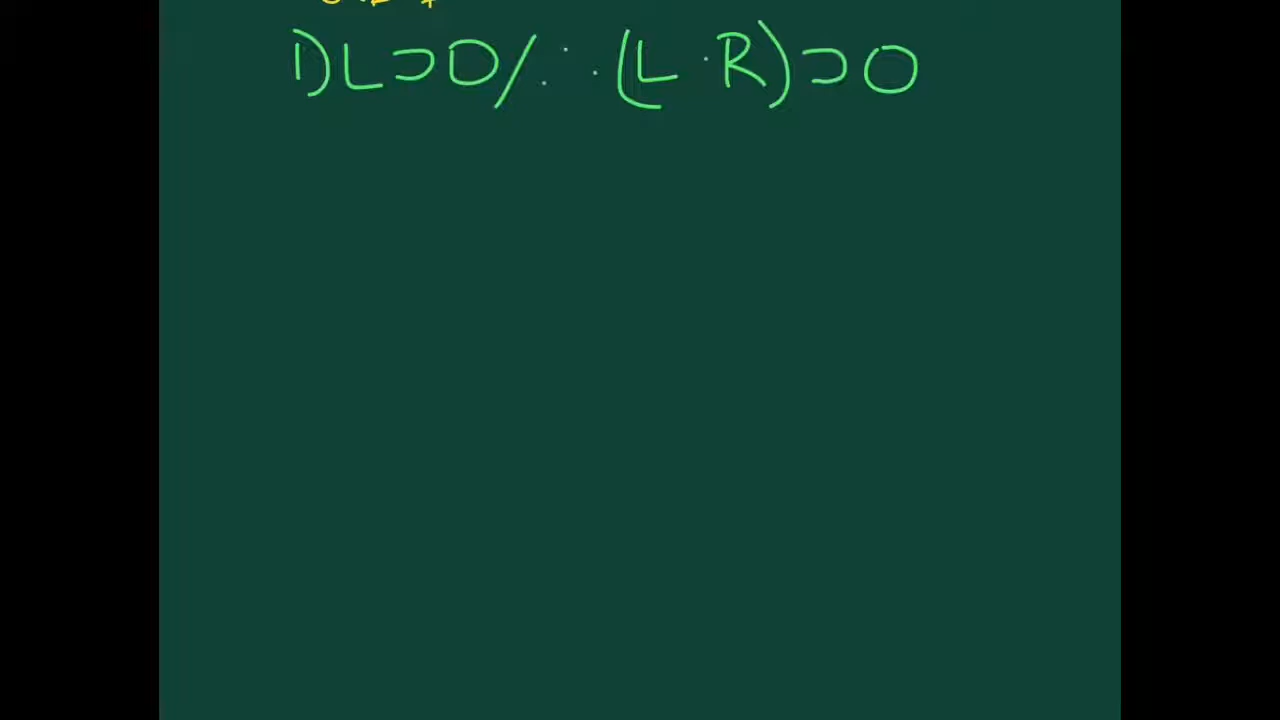 1) L ⊃ O / ∴ (L · R) ⊃ O